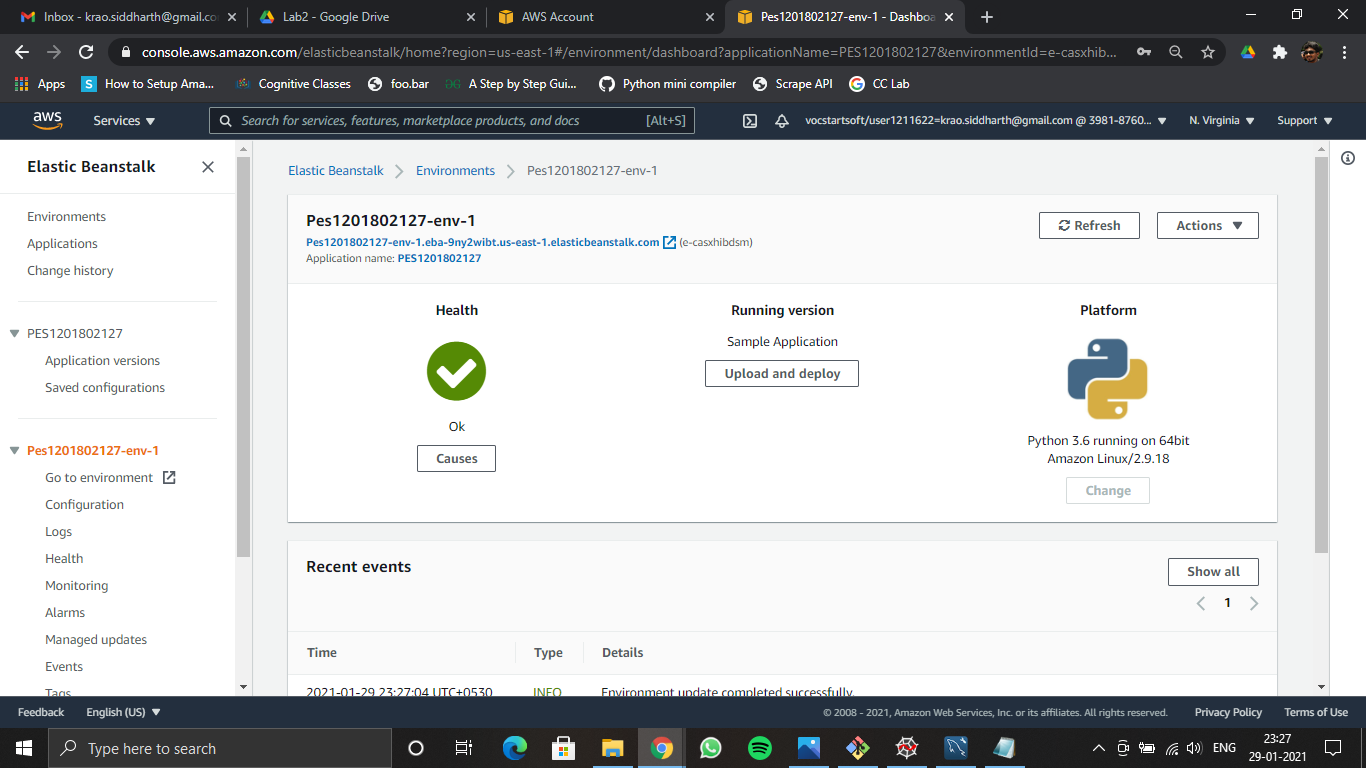 Inbox - krao.siddharth@gmail.co
Lab2 - Google Drive
AWS Account
Pes1201802127-env-1 - Dashboa
console.aws.amazon.com/elasticbeanstalk/home?region=us-east-1#/environment/dashboard?applicationName=PES1201802127&environmentId=e-casxhib...
Apps
S
How to Setup Ama...
Cognitive Classes
foo.bar
A Step by Step Gui...
Python mini compiler
Scrape API
CC Lab
aws
Services
Search for services, features, marketplace products, and docs
[Alt+S]
vocstartsoft/user1211622=krao.siddharth@gmail.com @ 3981-8760...
N. Virginia
Support
Elastic Beanstalk
Environments
Applications
Change history
PES1201802127
Application versions
Saved configurations
Pes1201802127-env-1
Go to environment
Configuration
Logs
Health
Monitoring
Alarms
Managed updates
Events
Tags
Elastic Beanstalk
Environments
Pes1201802127-env-1
Pes1201802127-env-1
Pes1201802127-env-1.eba-9ny2wibt.us-east-1.elasticbeanstalk.com (e-casxhibdsm)
Application name: PES1201802127
Refresh
Actions
Health
Ok
Causes
Running version
Sample Application
Upload and deploy
Platform
Python 3.6 running on 64bit
Amazon Linux/2.9.18
Change
Recent events
Show all
1
Time
Type
Details
2021-01-29 23:27:04 UTC+0530
INFO
Environment update completed successfully.
Feedback
English (US)
© 2008 - 2021, Amazon Web Services, Inc. or its affiliates. All rights reserved.
Privacy Policy
Terms of Use
Type here to search
ENG
23:27
29-01-2021